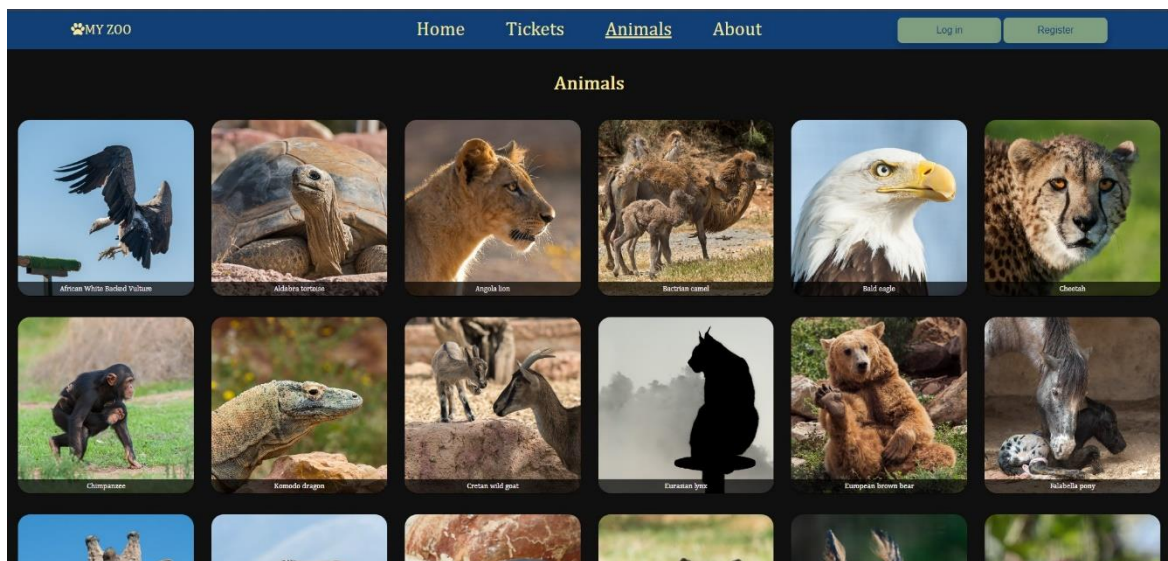 MY ZOO
Home Tickets Animals About
Log in Register
Animals
African White Backed Vulture
Aldabra tortoise
Angola lion
Bactrian camel
Bald eagle
Cheetah
Chimpanzee
Komodo dragon
Cretan wild goat
Eurasian lynx
European brown bear
Falabella pony